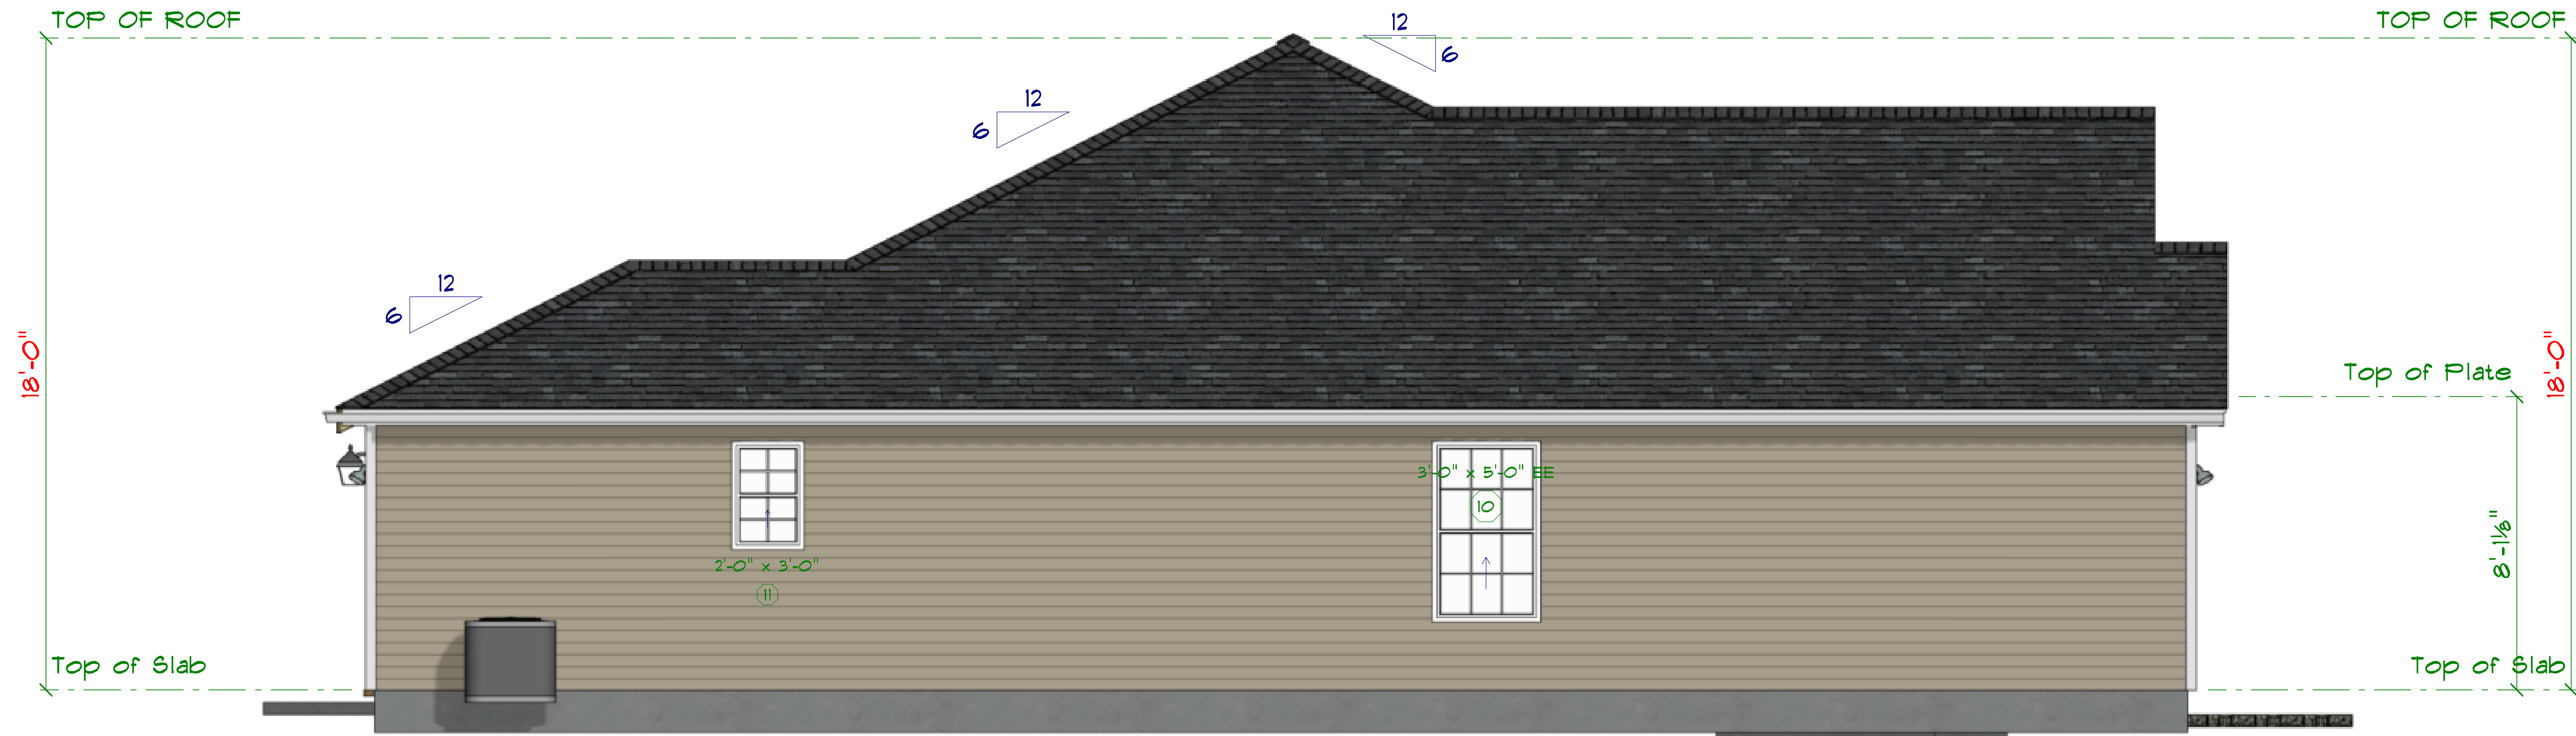 TOP OF ROOF
TOP OF ROOF
12
6
12
6
12
6
18'-0"
18'-0"
Top of Plate
3'-0" x 5'-0" EE
10
2'-0" x 3'-0"
11
8'-1⅛"
Top of Slab
Top of Slab